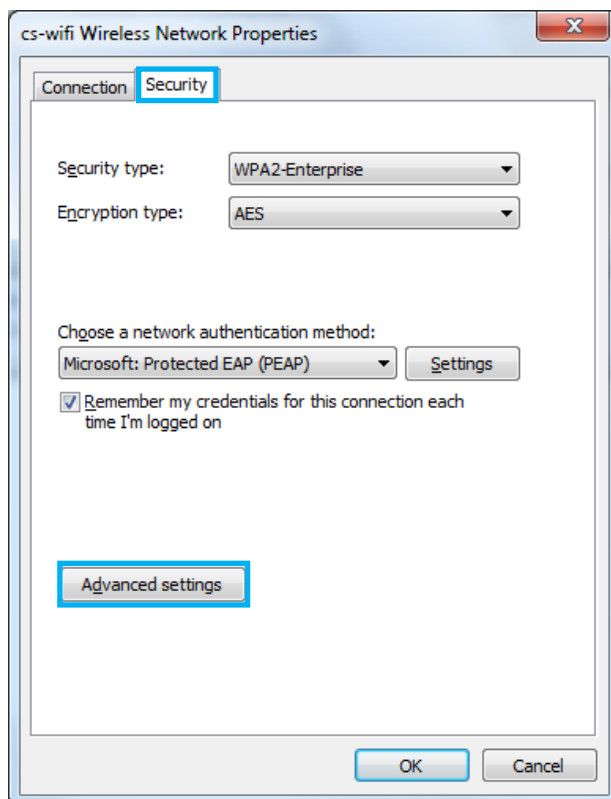 cs-wifi Wireless Network Properties
Connection Security
Security type: WPA2-Enterprise
Encryption type: AES
Choose a network authentication method:
Microsoft: Protected EAP (PEAP) Settings
Remember my credentials for this connection each
time I'm logged on
Advanced settings
OK Cancel